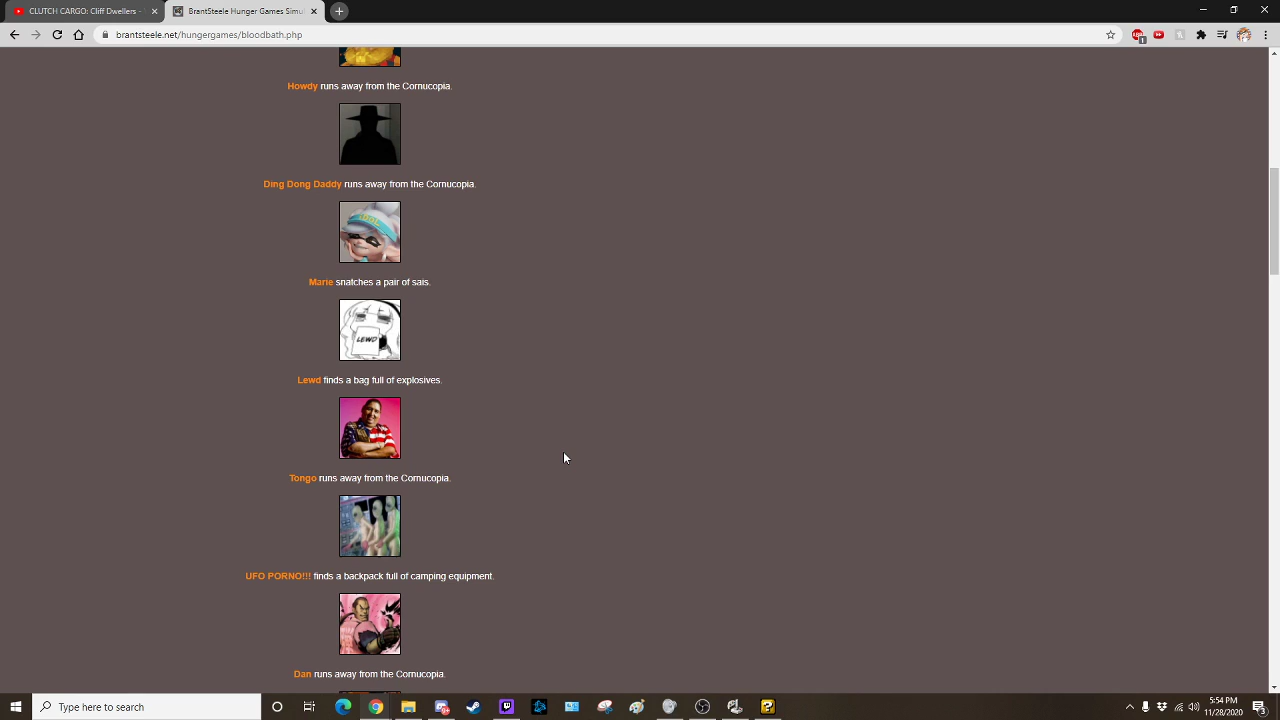 CLUTCH CARGO: Cliff Dwellers -
BrantSteele Hunger Games Simu
brantsteele.net/hungergames/bloodbath.php
1
Howdy runs away from the Cornucopia.
Ding Dong Daddy runs away from the Cornucopia.
Marie snatches a pair of sais.
LEWD
Lewd finds a bag full of explosives.
Tongo runs away from the Cornucopia.
UFO PORNO!!! finds a backpack full of camping equipment.
Dan runs away from the Cornucopia.
Type here to search
5:54 PM
11/28/2020